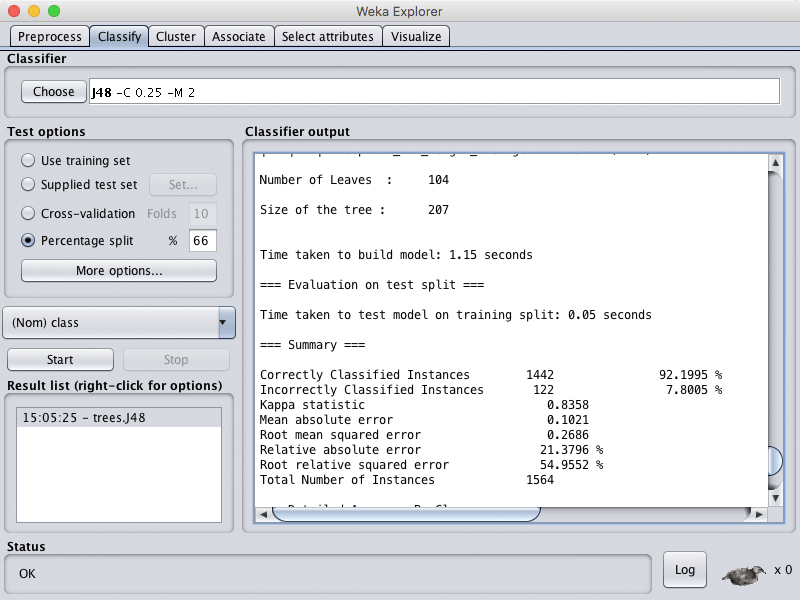 Weka Explorer
Preprocess Classify Cluster Associate Select attributes Visualize
Classifier
Choose J48 -C 0.25 -M 2
Test options
Use training set
Supplied test set Set...
Cross-validation Folds 10
Percentage split % 66
More options...
(Nom) class
Start Stop
Result list (right-click for options)
15:05:25 - trees.J48
Classifier output
Number of Leaves : 104
Size of the tree : 207
Time taken to build model: 1.15 seconds
=== Evaluation on test split ===
Time taken to test model on training split: 0.05 seconds
=== Summary ===
Correctly Classified Instances 1442 92.1995 %
Incorrectly Classified Instances 122 7.8005 %
Kappa statistic 0.8358
Mean absolute error 0.1021
Root mean squared error 0.2686
Relative absolute error 21.3796 %
Root relative squared error 54.9552 %
Total Number of Instances 1564
Status
OK
Log
x 0